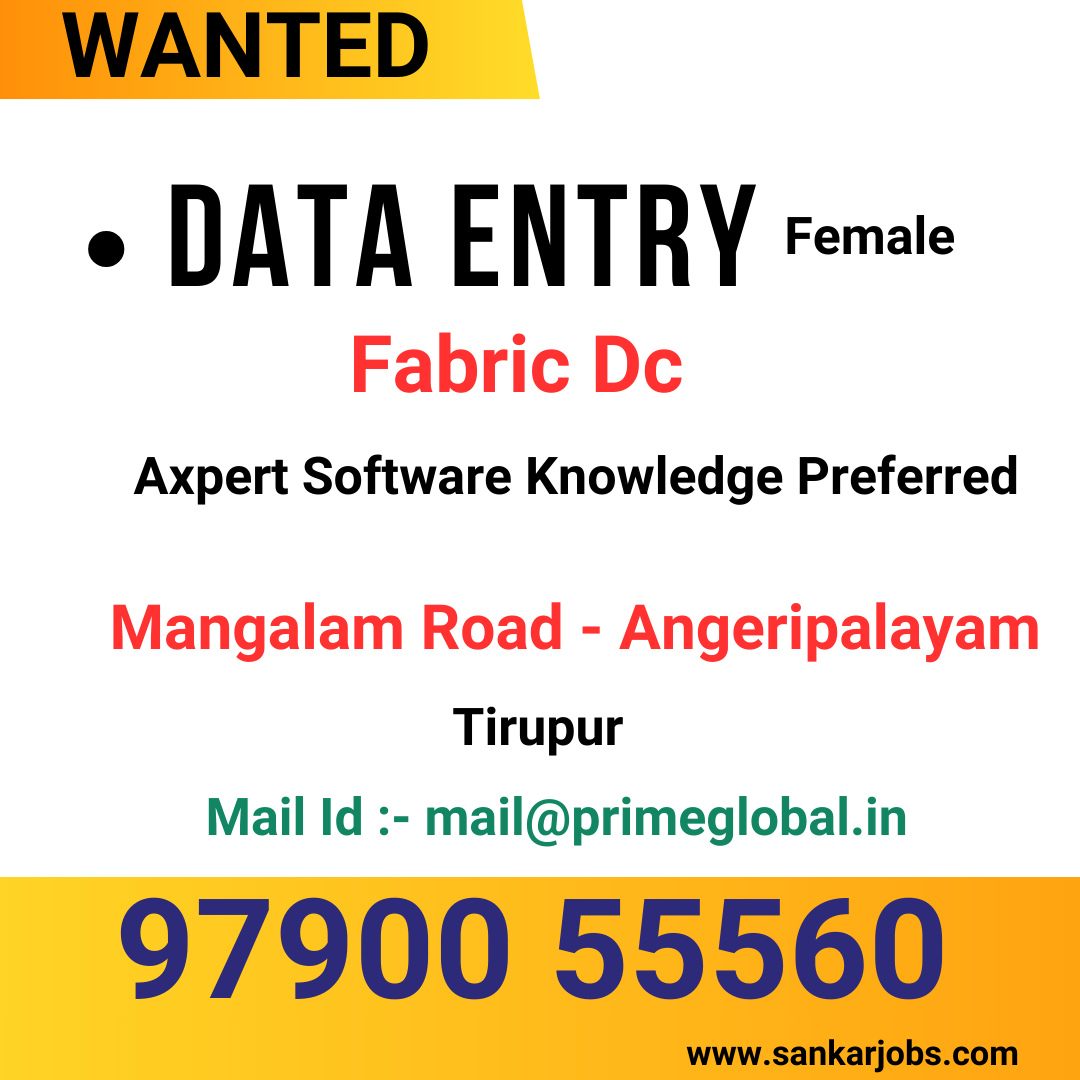 WANTED
• DATA ENTRY Female
Fabric Dc
Axpert Software Knowledge Preferred
Mangalam Road - Angeripalayam
Tirupur
Mail Id :- mail@primeglobal.in
97900 55560
www.sankarjobs.com